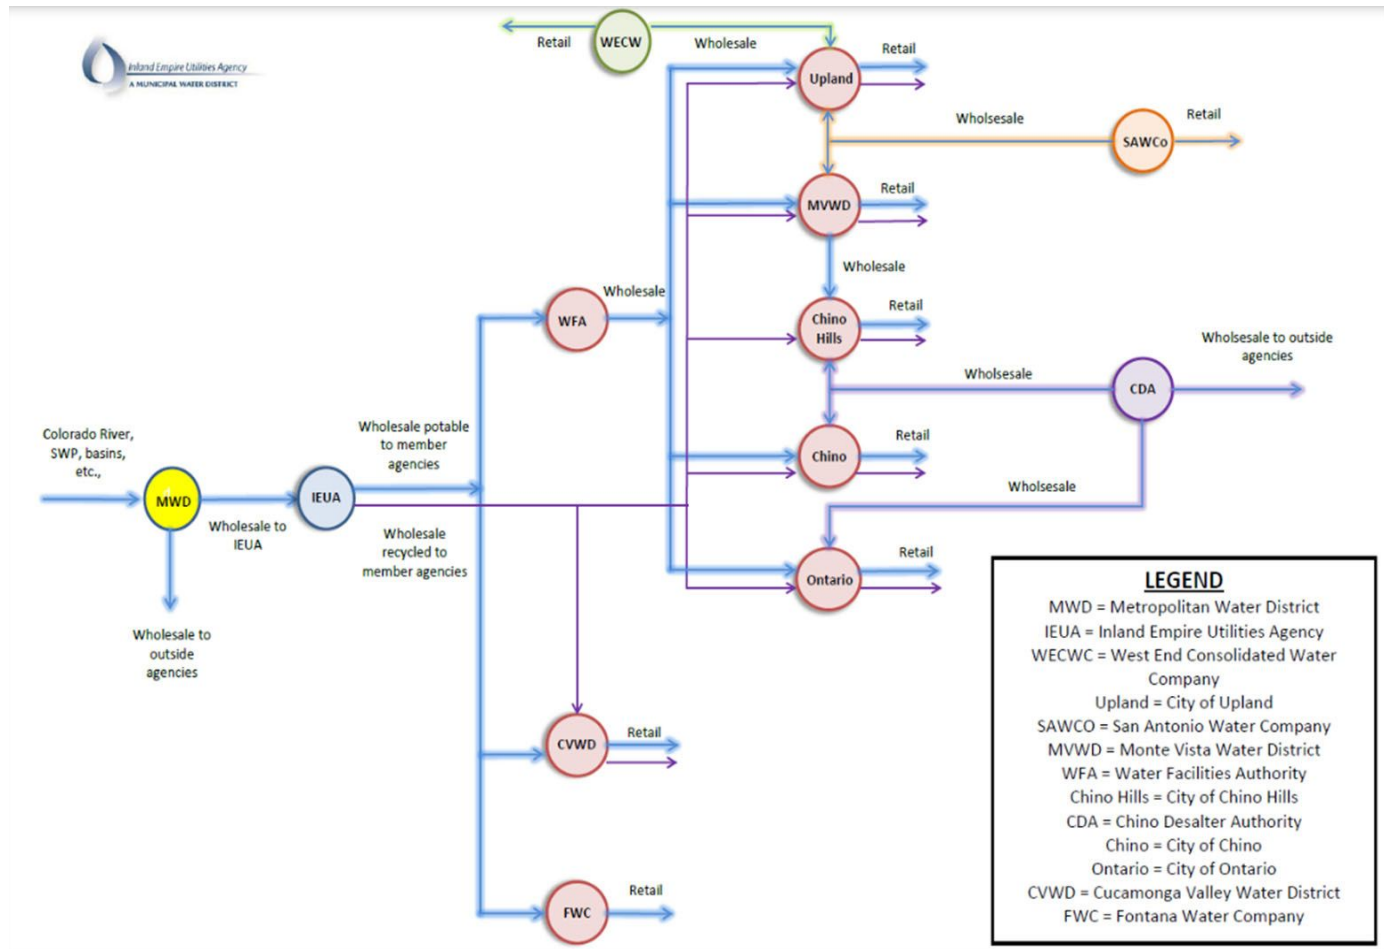 Inland Empire Utilities Agency
A MUNICIPAL WATER DISTRICT
Retail
WECW
Wholesale
Upland
Retail
Wholsesale
SAWCo
Retail
MVWD
Retail
Wholesale
Chino
Hills
Retail
WFA
Wholesale
Wholsesale
CDA
Wholsesale to outside
agencies
Chino
Retail
Wholsesale
Ontario
Retail
Colorado River,
SWP, basins,
etc.,
MWD
Wholesale to
IEUA
IEUA
Wholesale potable
to member
agencies
Wholesale
recycled to
member agencies
Wholesale to
outside
agencies
CVWD
Retail
FWC
Retail
LEGEND
MWD = Metropolitan Water District
IEUA = Inland Empire Utilities Agency
WECWC = West End Consolidated Water
Company
Upland = City of Upland
SAWCO = San Antonio Water Company
MVWD = Monte Vista Water District
WFA = Water Facilities Authority
Chino Hills = City of Chino Hills
CDA = Chino Desalter Authority
Chino = City of Chino
Ontario = City of Ontario
CVWD = Cucamonga Valley Water District
FWC = Fontana Water Company